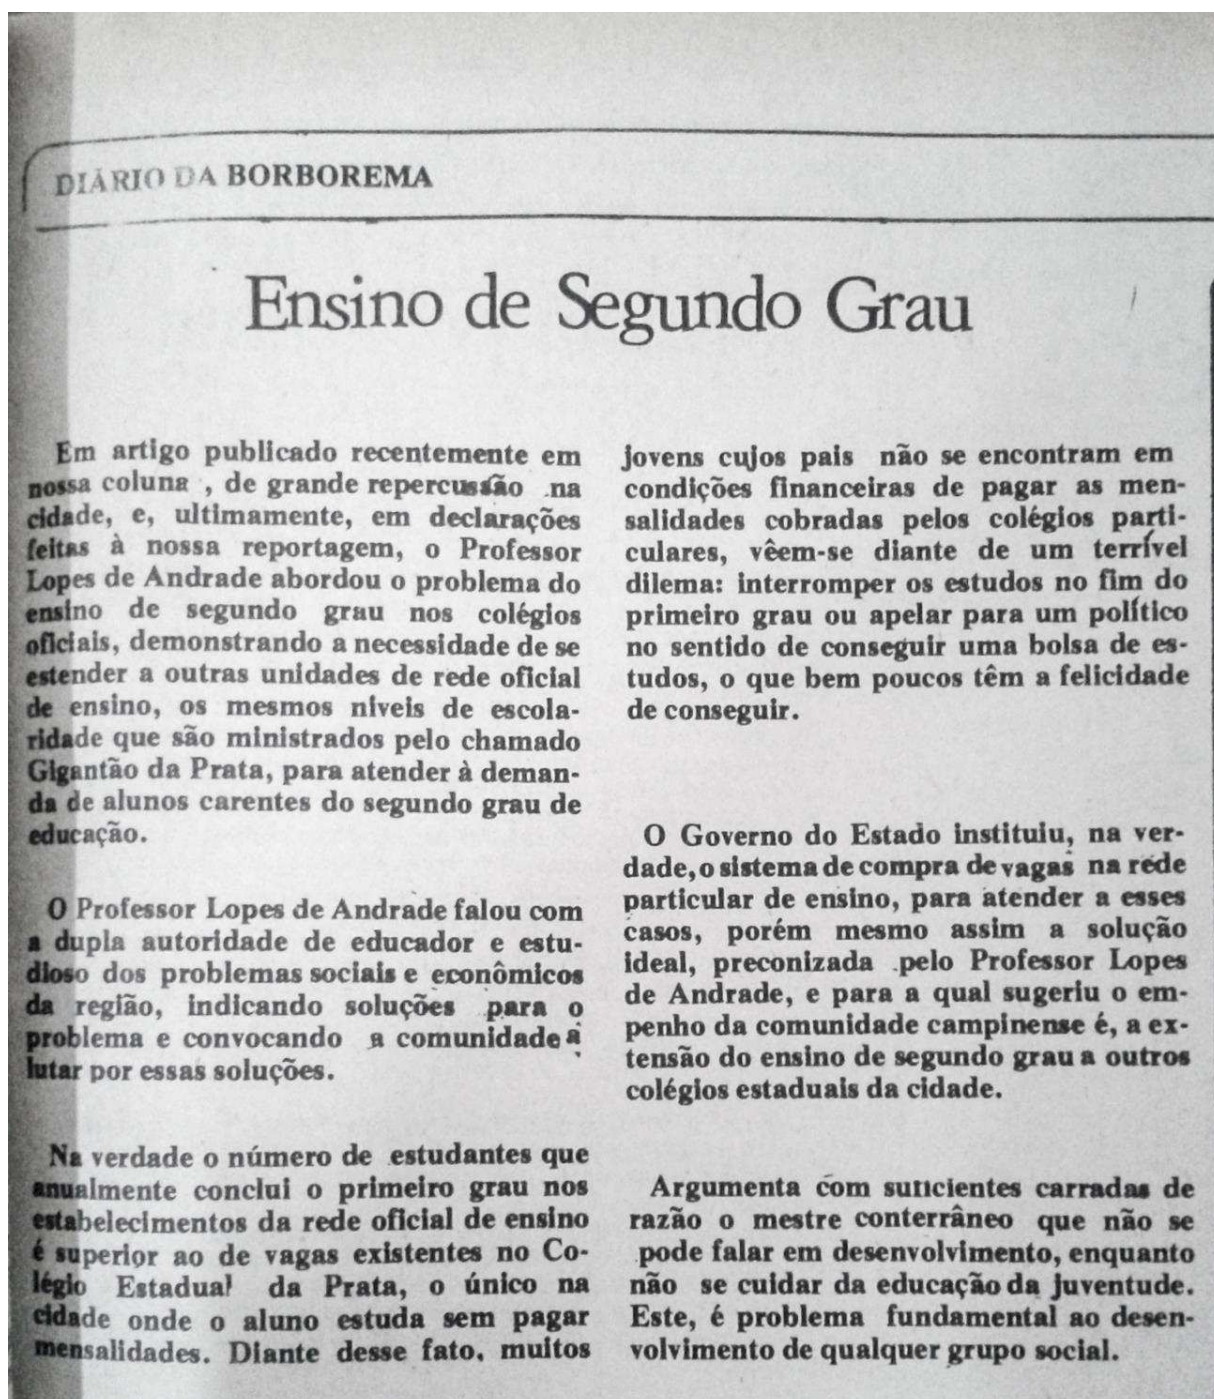 DIÁRIO DA BORBOREMA
Ensino de Segundo Grau
Em artigo publicado recentemente em
nossa coluna , de grande repercussão na
cidade, e, ultimamente, em declarações
feitas à nossa reportagem, o Professor
Lopes de Andrade abordou o problema do
ensino de segundo grau nos colégios
oficiais, demonstrando a necessidade de se
estender a outras unidades de rede oficial
de ensino, os mesmos níveis de escola-
ridade que são ministrados pelo chamado
Gigantão da Prata, para atender à deman-
da de alunos carentes do segundo grau de
educação.
O Professor Lopes de Andrade falou com
a dupla autoridade de educador e estu-
dioso dos problemas sociais e econômicos
da região, indicando soluções para o
problema e convocando a comunidade à
lutar por essas soluções.
Na verdade o número de estudantes que
anualmente conclui o primeiro grau nos
estabelecimentos da rede oficial de ensino
é superior ao de vagas existentes no Co-
légio Estadual da Prata, o único na
cidade onde o aluno estuda sem pagar
mensalidades. Diante desse fato, muitos
jovens cujos pais não se encontram em
condições financeiras de pagar as men-
salidades cobradas pelos colégios parti-
culares, vêem-se diante de um terrível
dilema: interromper os estudos no fim do
primeiro grau ou apelar para um político
no sentido de conseguir uma bolsa de es-
tudos, o que bem poucos têm a felicidade
de conseguir.
O Governo do Estado instituiu, na ver-
dade, o sistema de compra de vagas na rede
particular de ensino, para atender a esses
casos, porém mesmo assim a solução
ideal, preconizada pelo Professor Lopes
de Andrade, e para a qual sugeriu o em-
penho da comunidade campinense é, a ex-
tensão do ensino de segundo grau a outros
colégios estaduais da cidade.
Argumenta com suficientes carradas de
razão o mestre conterrâneo que não se
pode falar em desenvolvimento, enquanto
não se cuidar da educação da juventude.
Este, é problema fundamental ao desen-
volvimento de qualquer grupo social.